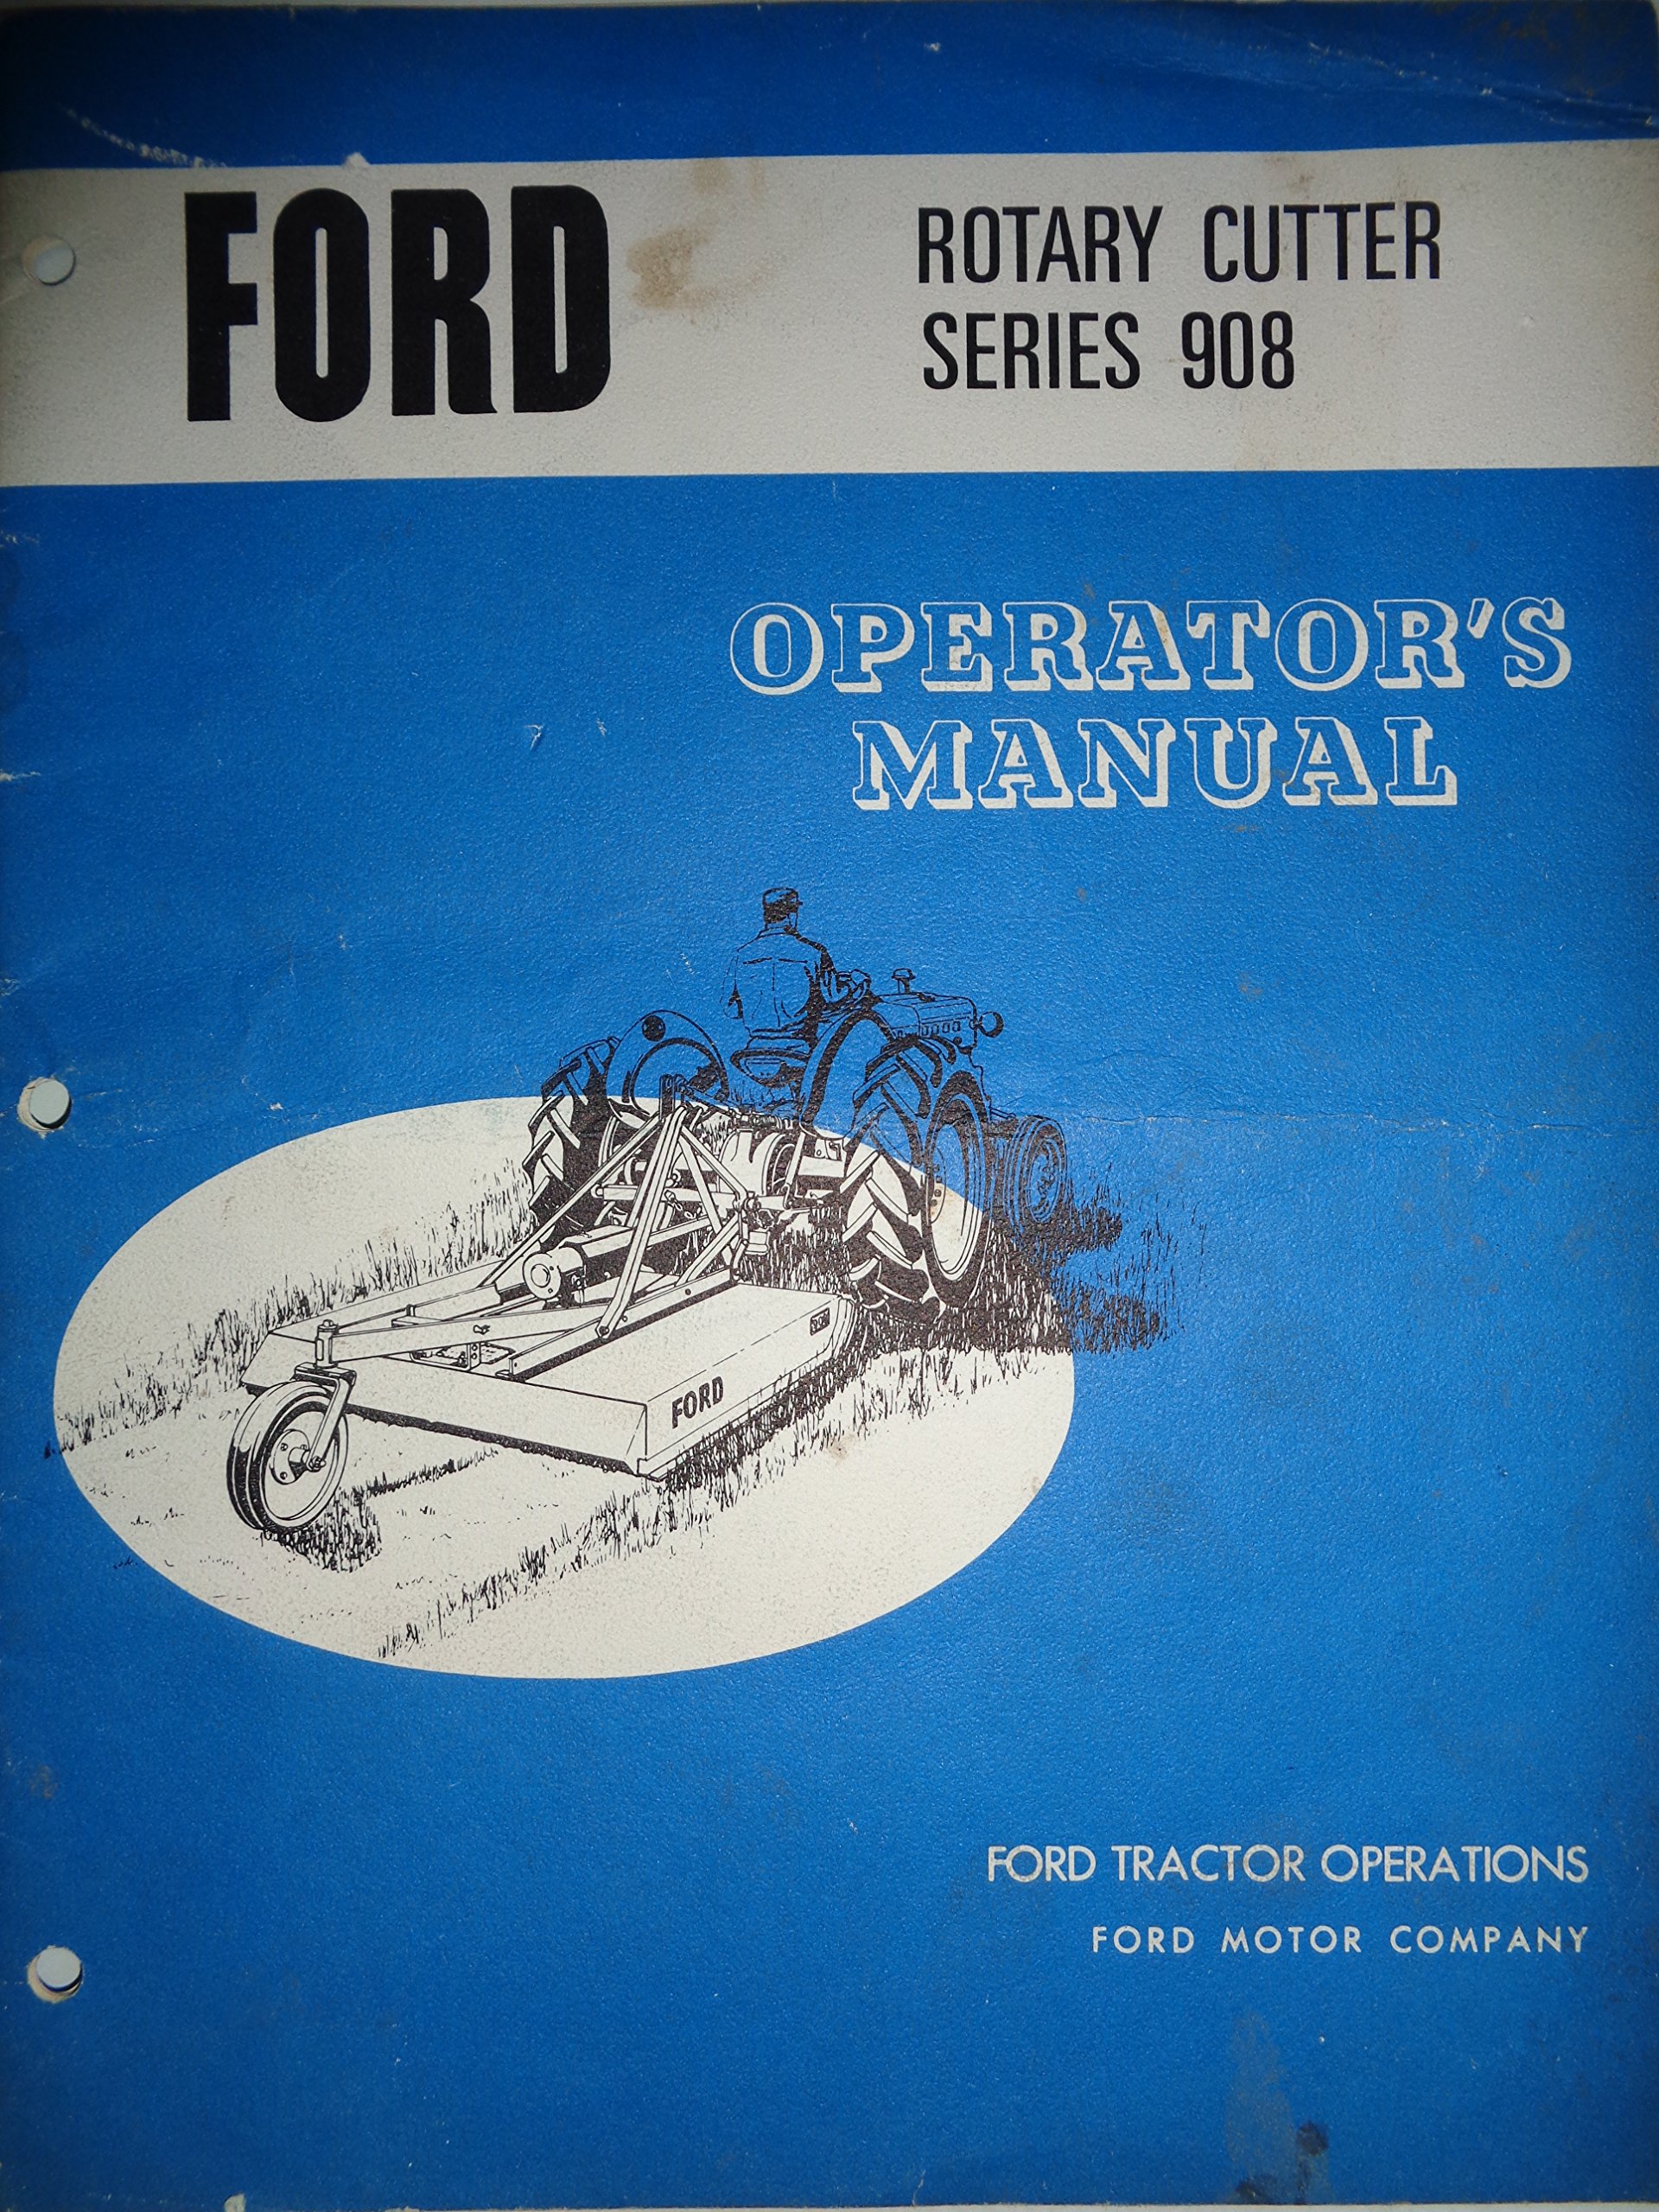 FORD
ROTARY CUTTER
SERIES 908
OPERATOR'S
MANUAL
FORD
FORD TRACTOR OPERATIONS
FORD MOTOR COMPANY